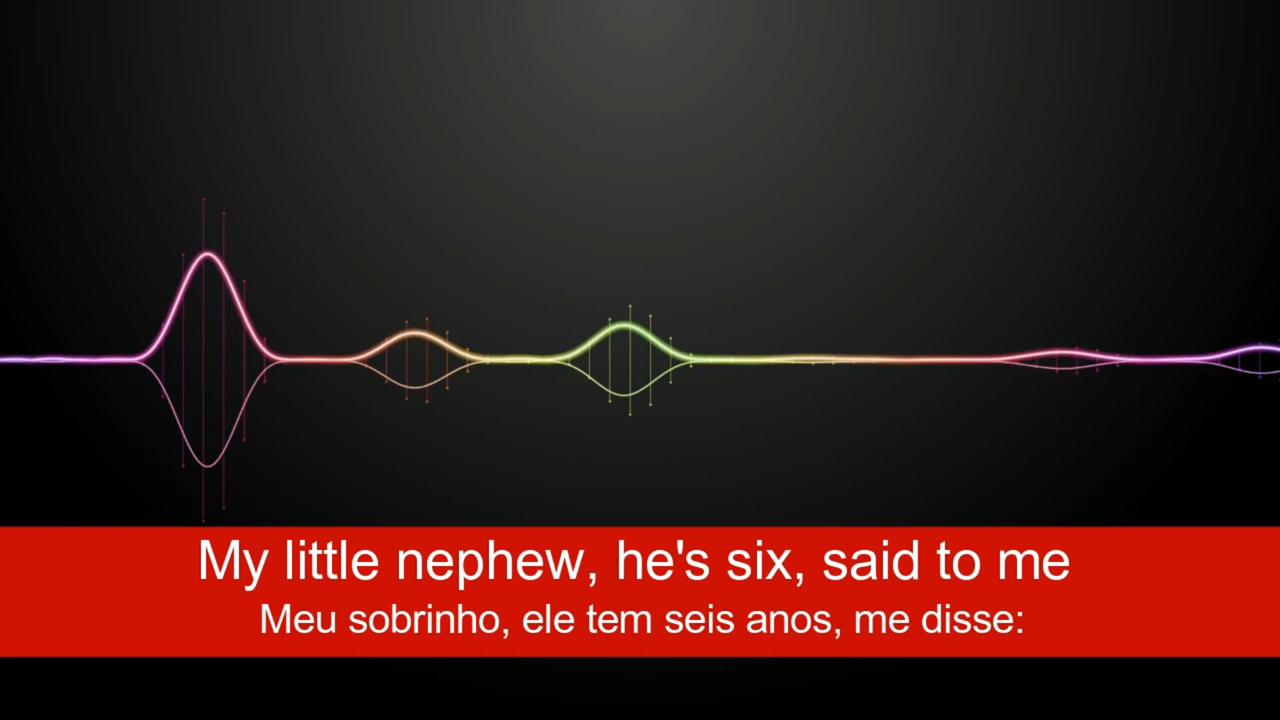 My little nephew, he's six, said to me
Meu sobrinho, ele tem seis anos, me disse: